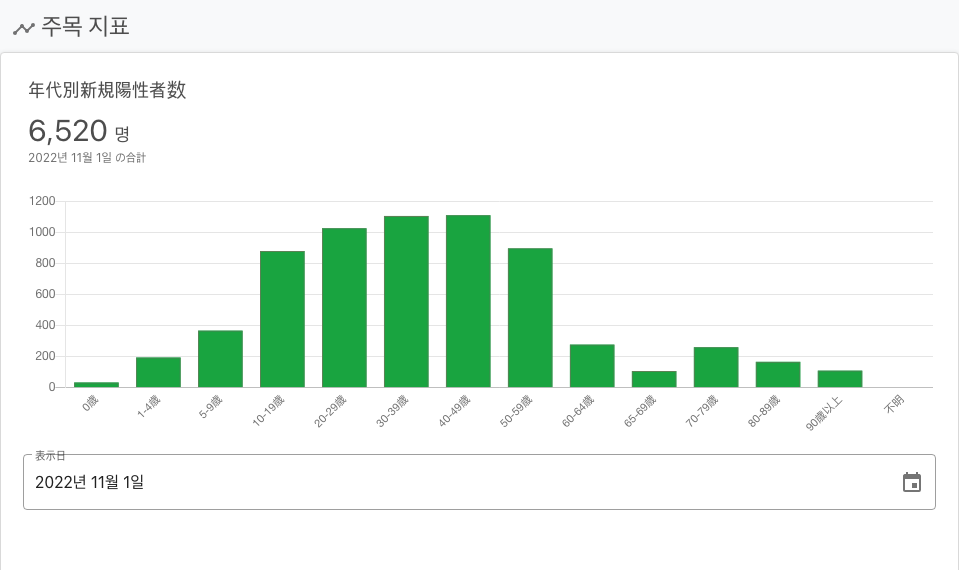 주목 지표
年代別新規陽性者数
6,520 명
2022년 11월 1일 の合計
1200
1000
800
600
400
200
0
0歳
1-4歳
5-9歳
10-19歳
20-29歳
30-39歳
40-49歳
50-59歳
60-64歳
65-69歳
70-79歳
80-89歳
90歳以上
不明
表示日
2022년 11월 1일